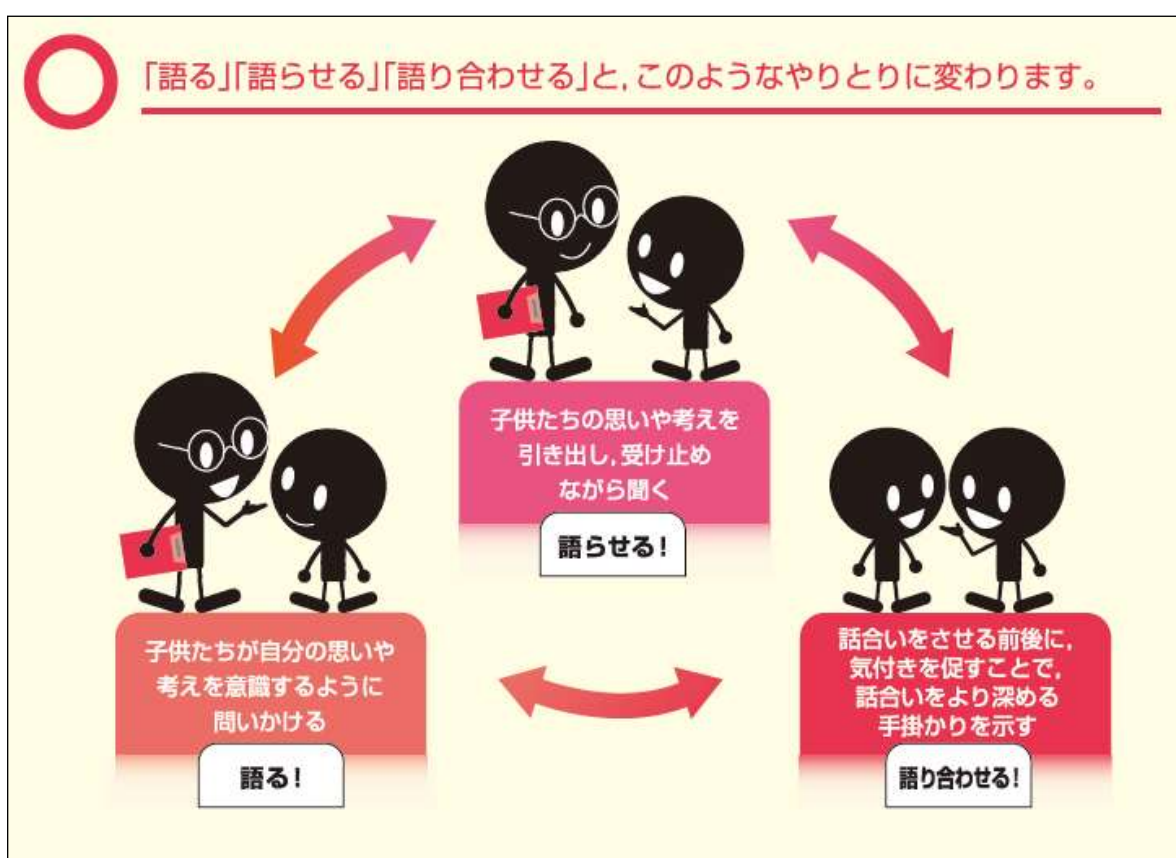 「語る」「語らせる」「語り合わせる」と,このようなやりとりに変わります。
子供たちの思いや考えを
引き出し,受け止め
ながら聞く
語らせる!
子供たちが自分の思いや
考えを意識するように
問いかける
語る!
話合いをさせる前後に,
気付きを促すことで,
話合いをより深める
手掛かりを示す
語り合わせる!